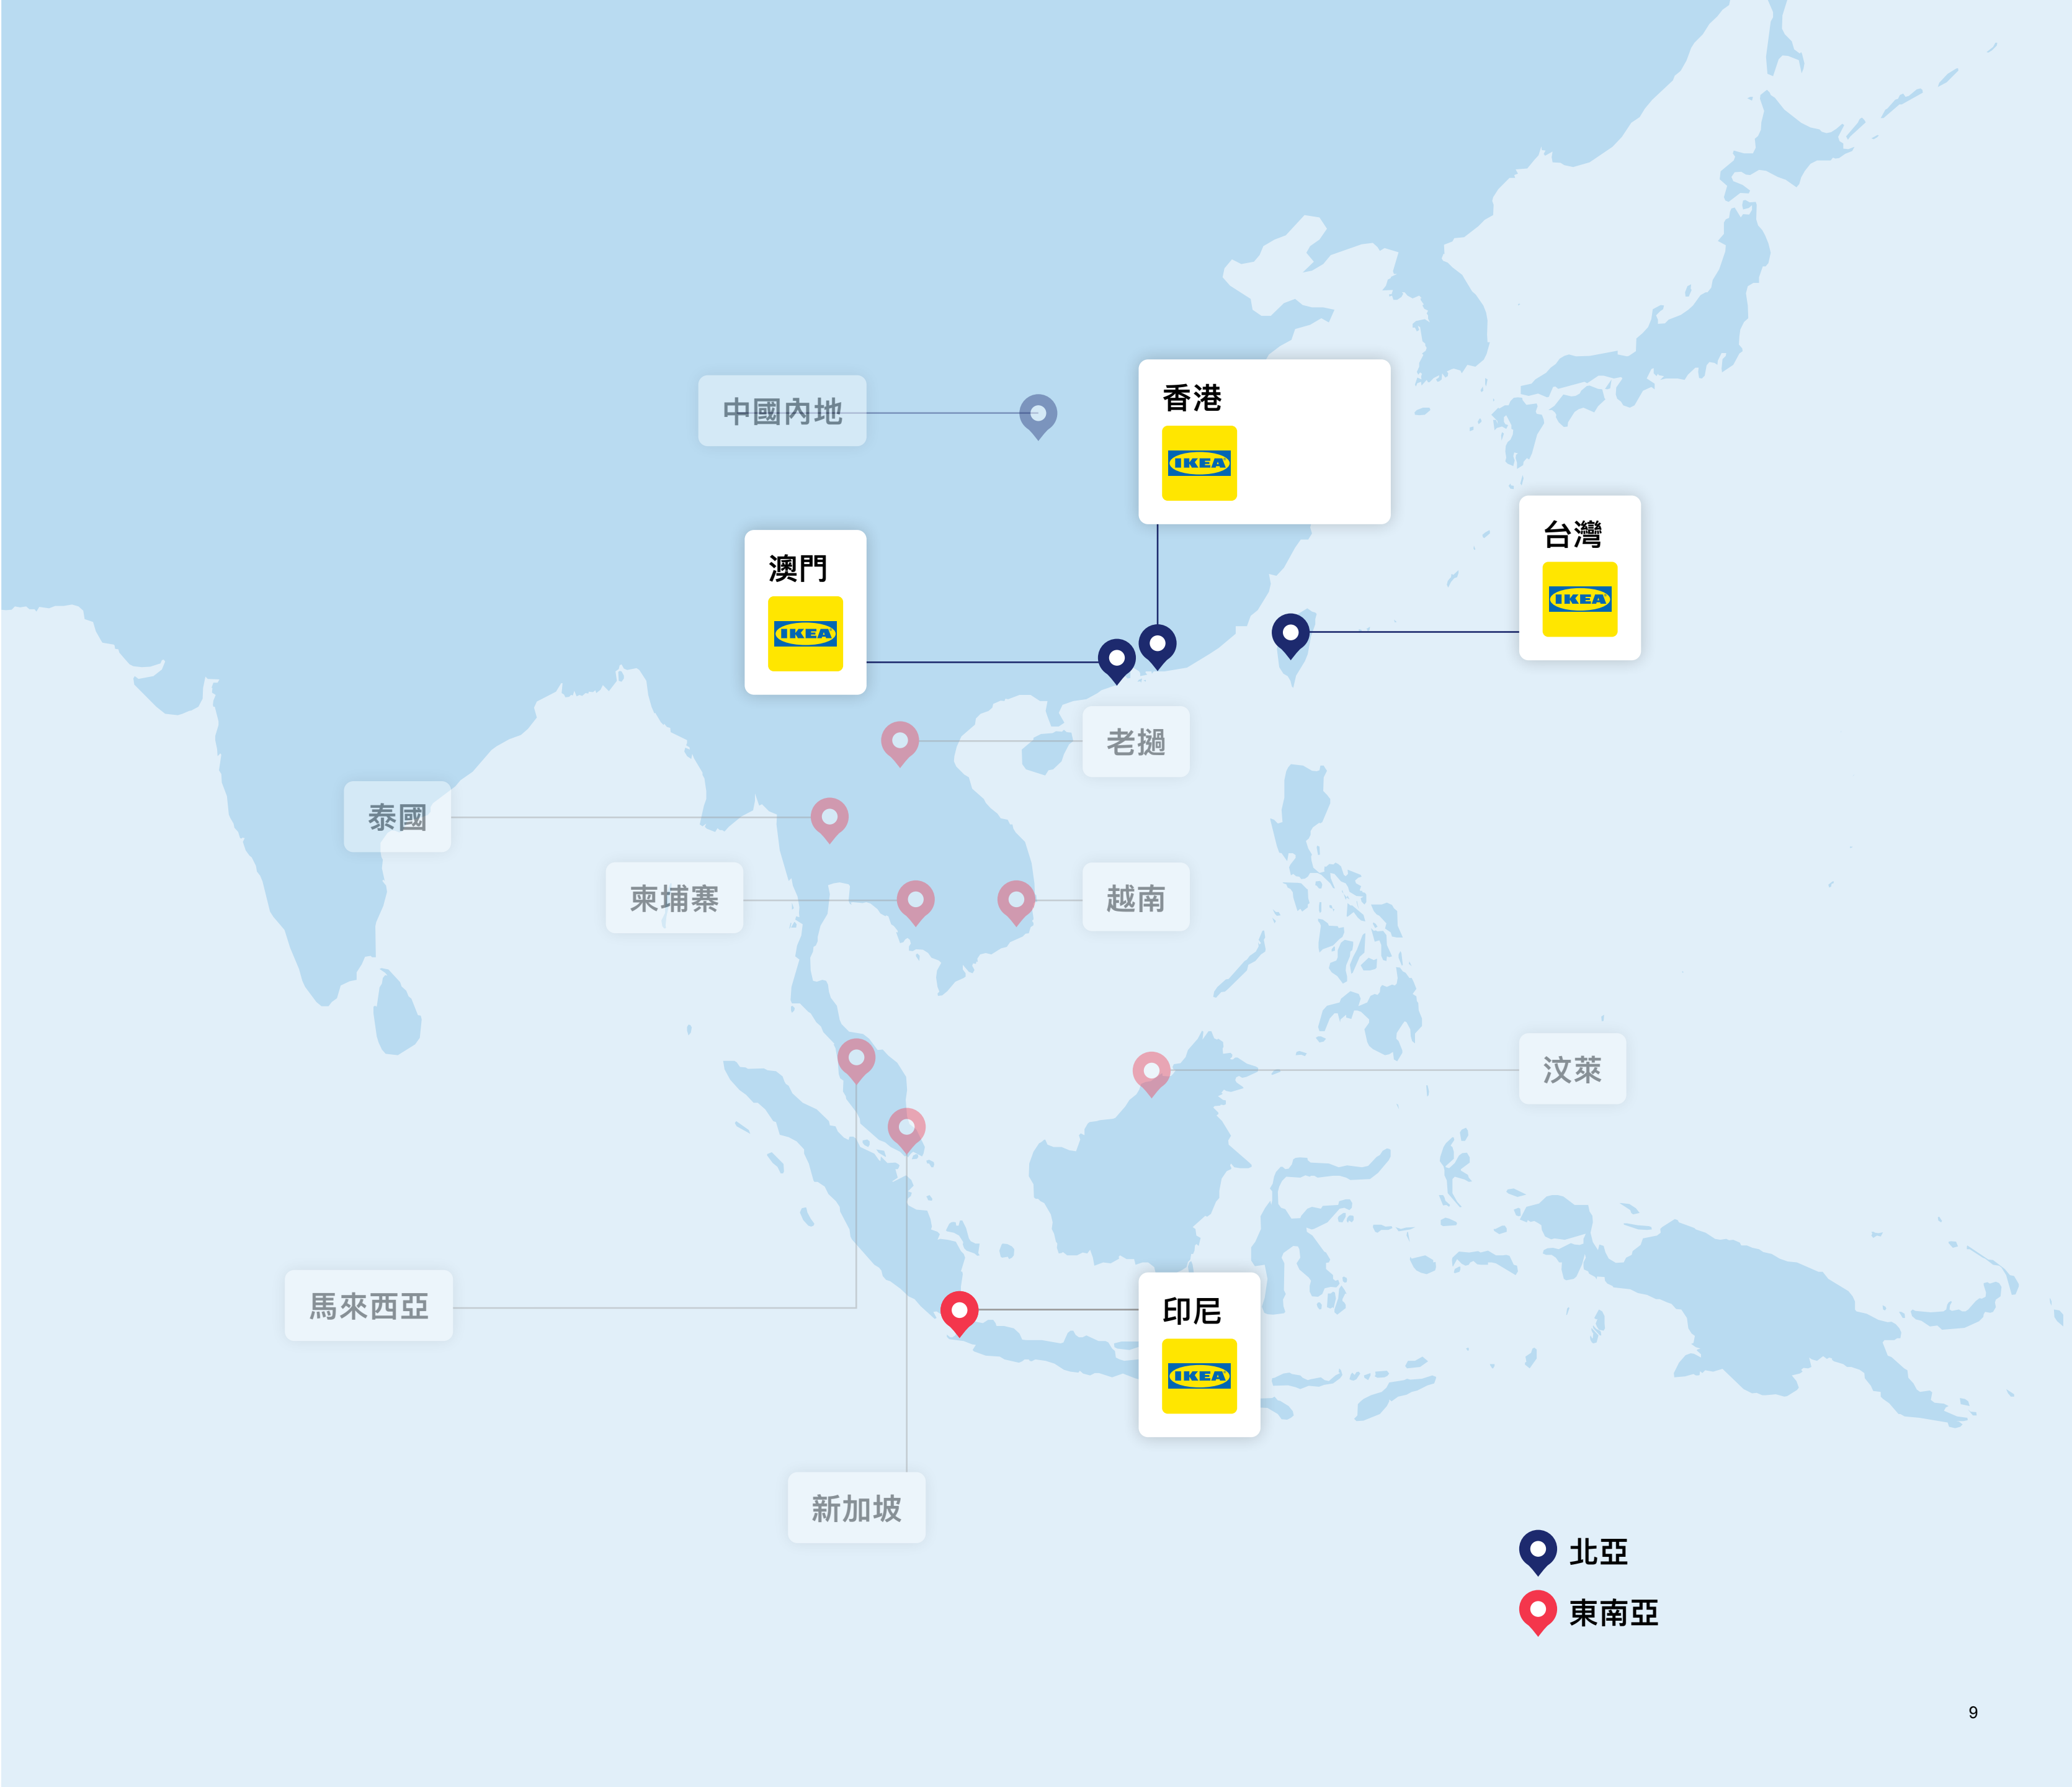 中國內地
香港
IKEA
台灣
IKEA
澳門
IKEA
老撾
泰國
柬埔寨
越南
汶萊
馬來西亞
印尼
IKEA
新加坡
北亞
東南亞
9